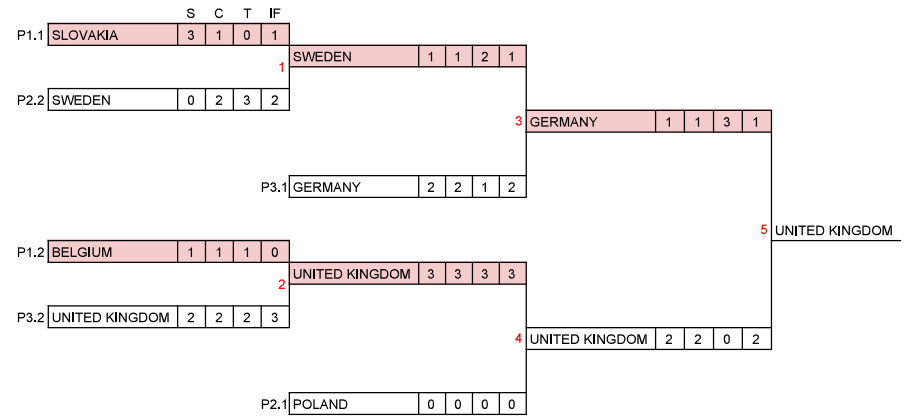 S C T IF
P1.1 SLOVAKIA 3 1 0 1
SWEDEN 1 1 2 1
1
P2.2 SWEDEN 0 2 3 2
3 GERMANY 1 1 3 1
P3.1 GERMANY 2 2 1 2
5 UNITED KINGDOM
P1.2 BELGIUM 1 1 1 0
UNITED KINGDOM 3 3 3 3
2
P3.2 UNITED KINGDOM 2 2 2 3
4 UNITED KINGDOM 2 2 0 2
P2.1 POLAND 0 0 0 0